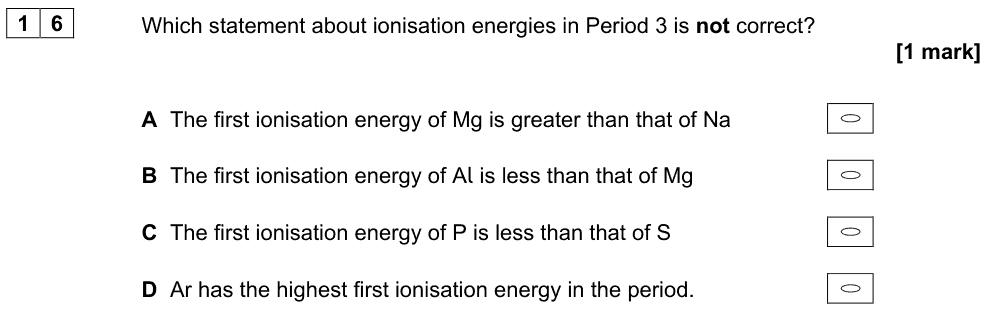 1 6 Which statement about ionisation energies in Period 3 is not correct?
[1 mark]
A The first ionisation energy of Mg is greater than that of Na
B The first ionisation energy of Al is less than that of Mg
C The first ionisation energy of P is less than that of S
D Ar has the highest first ionisation energy in the period.